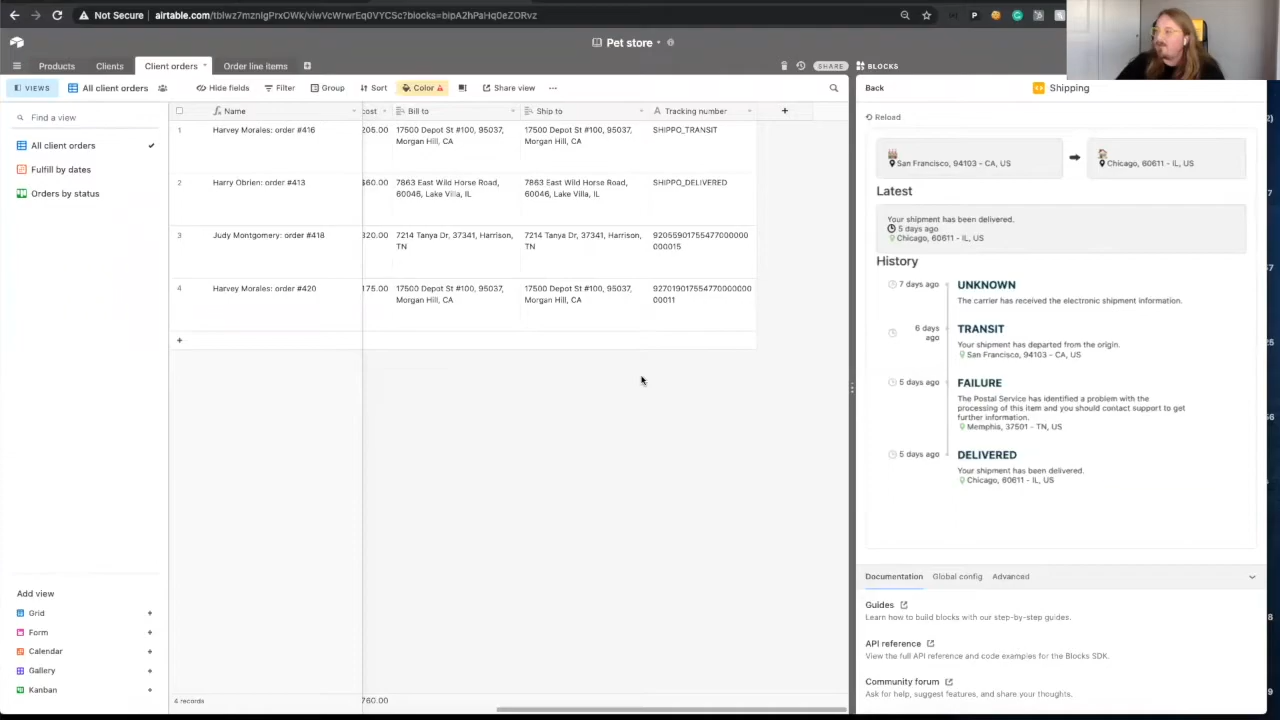 Not Secure
airtable.com/tblwz7mznlgPrxOWk/viwVcWrwrEq0VYCSc?blocks=bipA2hPaHq0eZORvz
Pet store
Products
Clients
Client orders
Order line items
SHARE
BLOCKS
VIEWS
All client orders
Hide fields
Filter
Group
Sort
Color
Share view
Back
Shipping
Find a view
All client orders
Fulfill by dates
Orders by status
Name
cost
Bill to
Ship to
Tracking number
1
Harvey Morales: order #416
205.00
17500 Depot St #100, 95037,
Morgan Hill, CA
17500 Depot St #100, 95037,
Morgan Hill, CA
SHIPPO_TRANSIT
2
Harry Obrien: order #413
$60.00
7863 East Wild Horse Road,
60046, Lake Villa, IL
7863 East Wild Horse Road,
60046, Lake Villa, IL
SHIPPO_DELIVERED
3
Judy Montgomery: order #418
320.00
7214 Tanya Dr, 37341, Harrison,
TN
7214 Tanya Dr, 37341, Harrison,
TN
4
Harvey Morales: order #420
175.00
17500 Depot St #100, 95037,
Morgan Hill, CA
17500 Depot St #100, 95037,
Morgan Hill, CA
4 records
760.00
Add view
Grid
Form
Calendar
Gallery
Kanban
Reload
San Francisco, 94103 - CA, US
Chicago, 60611 - IL, US
Latest
Your shipment has been delivered.
5 days ago
Chicago, 60611 - IL, US
History
7 days ago
UNKNOWN
The carrier has received the electronic shipment information.
6 days
ago
TRANSIT
Your shipment has departed from the origin.
San Francisco, 94103 - CA, US
5 days ago
FAILURE
The Postal Service has identified a problem with the
processing of this item and you should contact support to get
further information.
Memphis, 37501 - TN, US
5 days ago
DELIVERED
Your shipment has been delivered.
Chicago, 60611 - IL, US
Documentation
Global config
Advanced
Guides
Learn how to build blocks with our step-by-step guides.
API reference
View the full API reference and code examples for the Blocks SDK.
Community forum
Ask for help, suggest features, and share your thoughts.